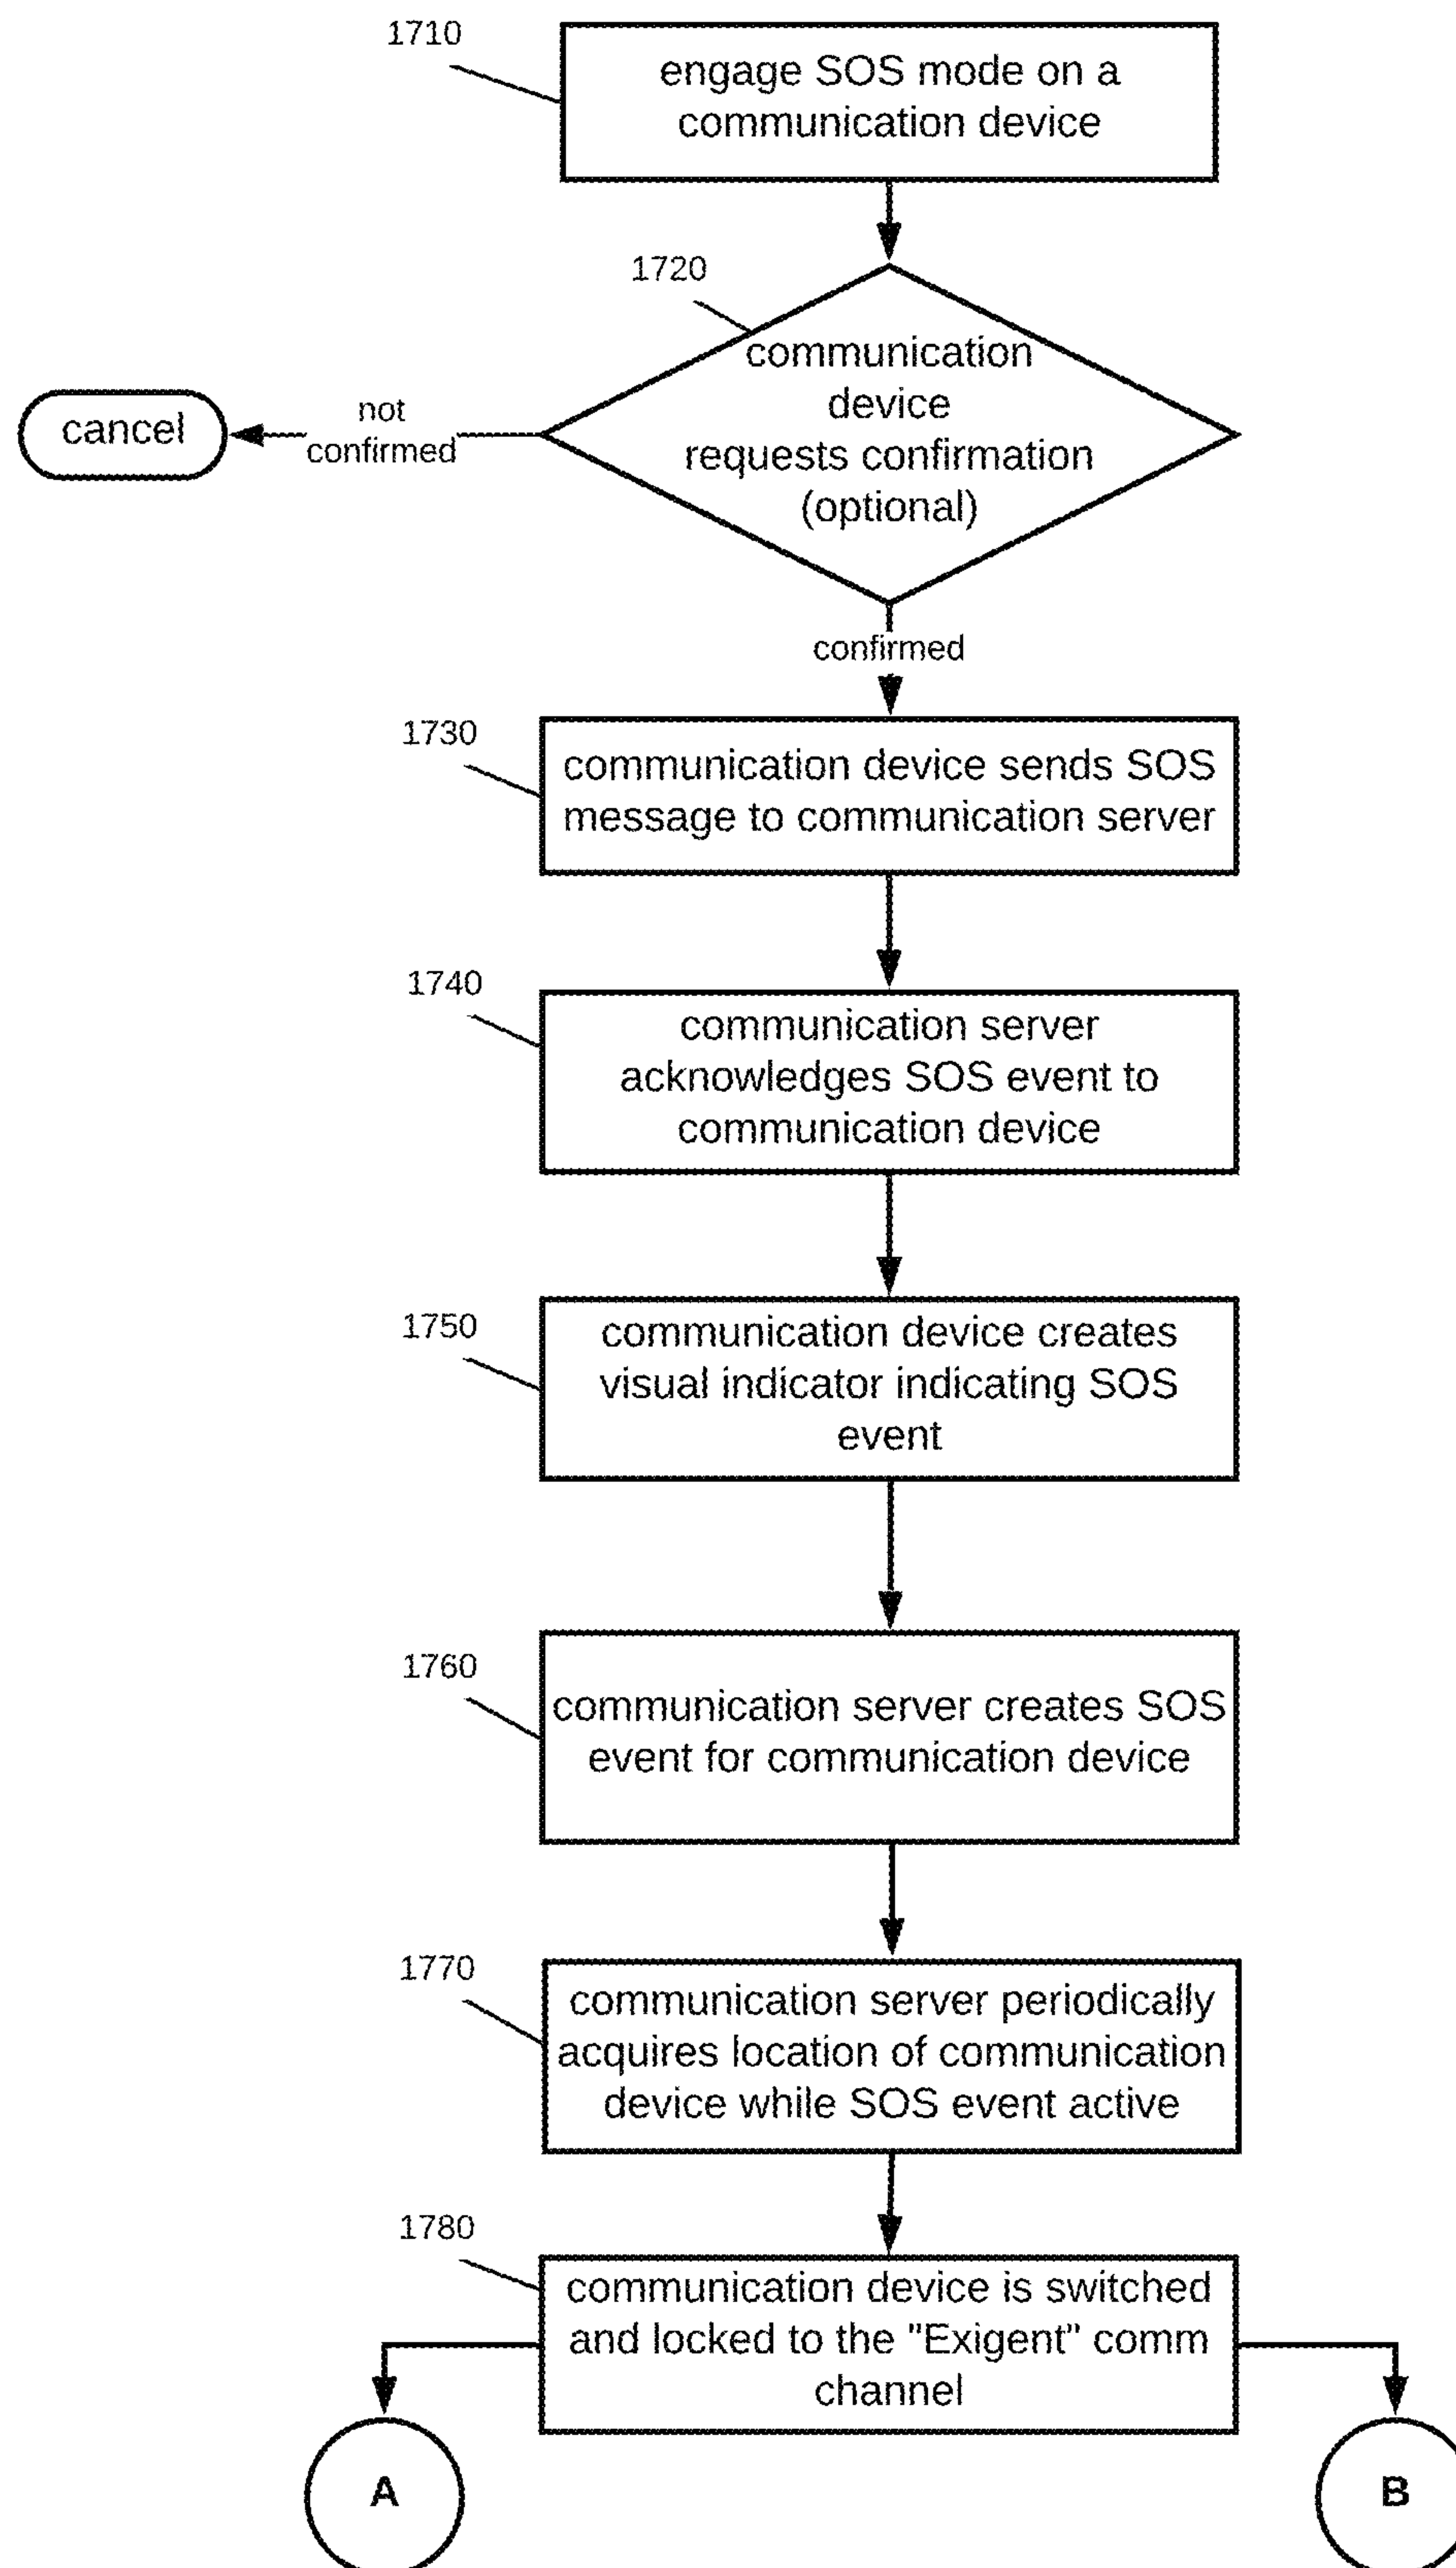 1710
engage SOS mode on a
communication device
1720
communication
device
requests confirmation
(optional)
cancel
not
confirmed
confirmed
1730
communication device sends SOS
message to communication server
1740
communication server
acknowledges SOS event to
communication device
1750
communication device creates
visual indicator indicating SOS
event
1760
communication server creates SOS
event for communication device
1770
communication server periodically
acquires location of communication
device while SOS event active
1780
communication device is switched
and locked to the "Exigent" comm
channel
A
B